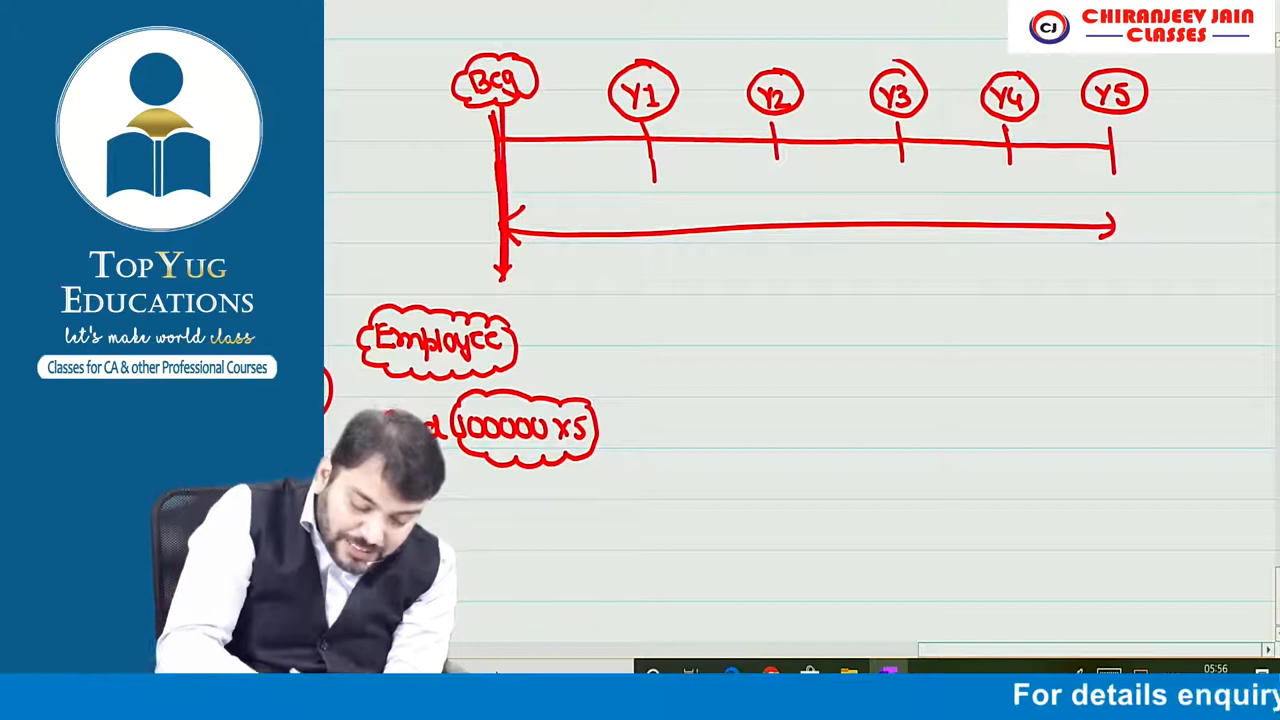 CJ
CHIRANJEEV JAIN
CLASSES
Beg Y1 Y2 Y3 Y4 Y5
TOPYUG
EDUCATIONS
let's make world class
Classes for CA & other Professional Courses
Employee
100000 X5
05:56
For details enquiry